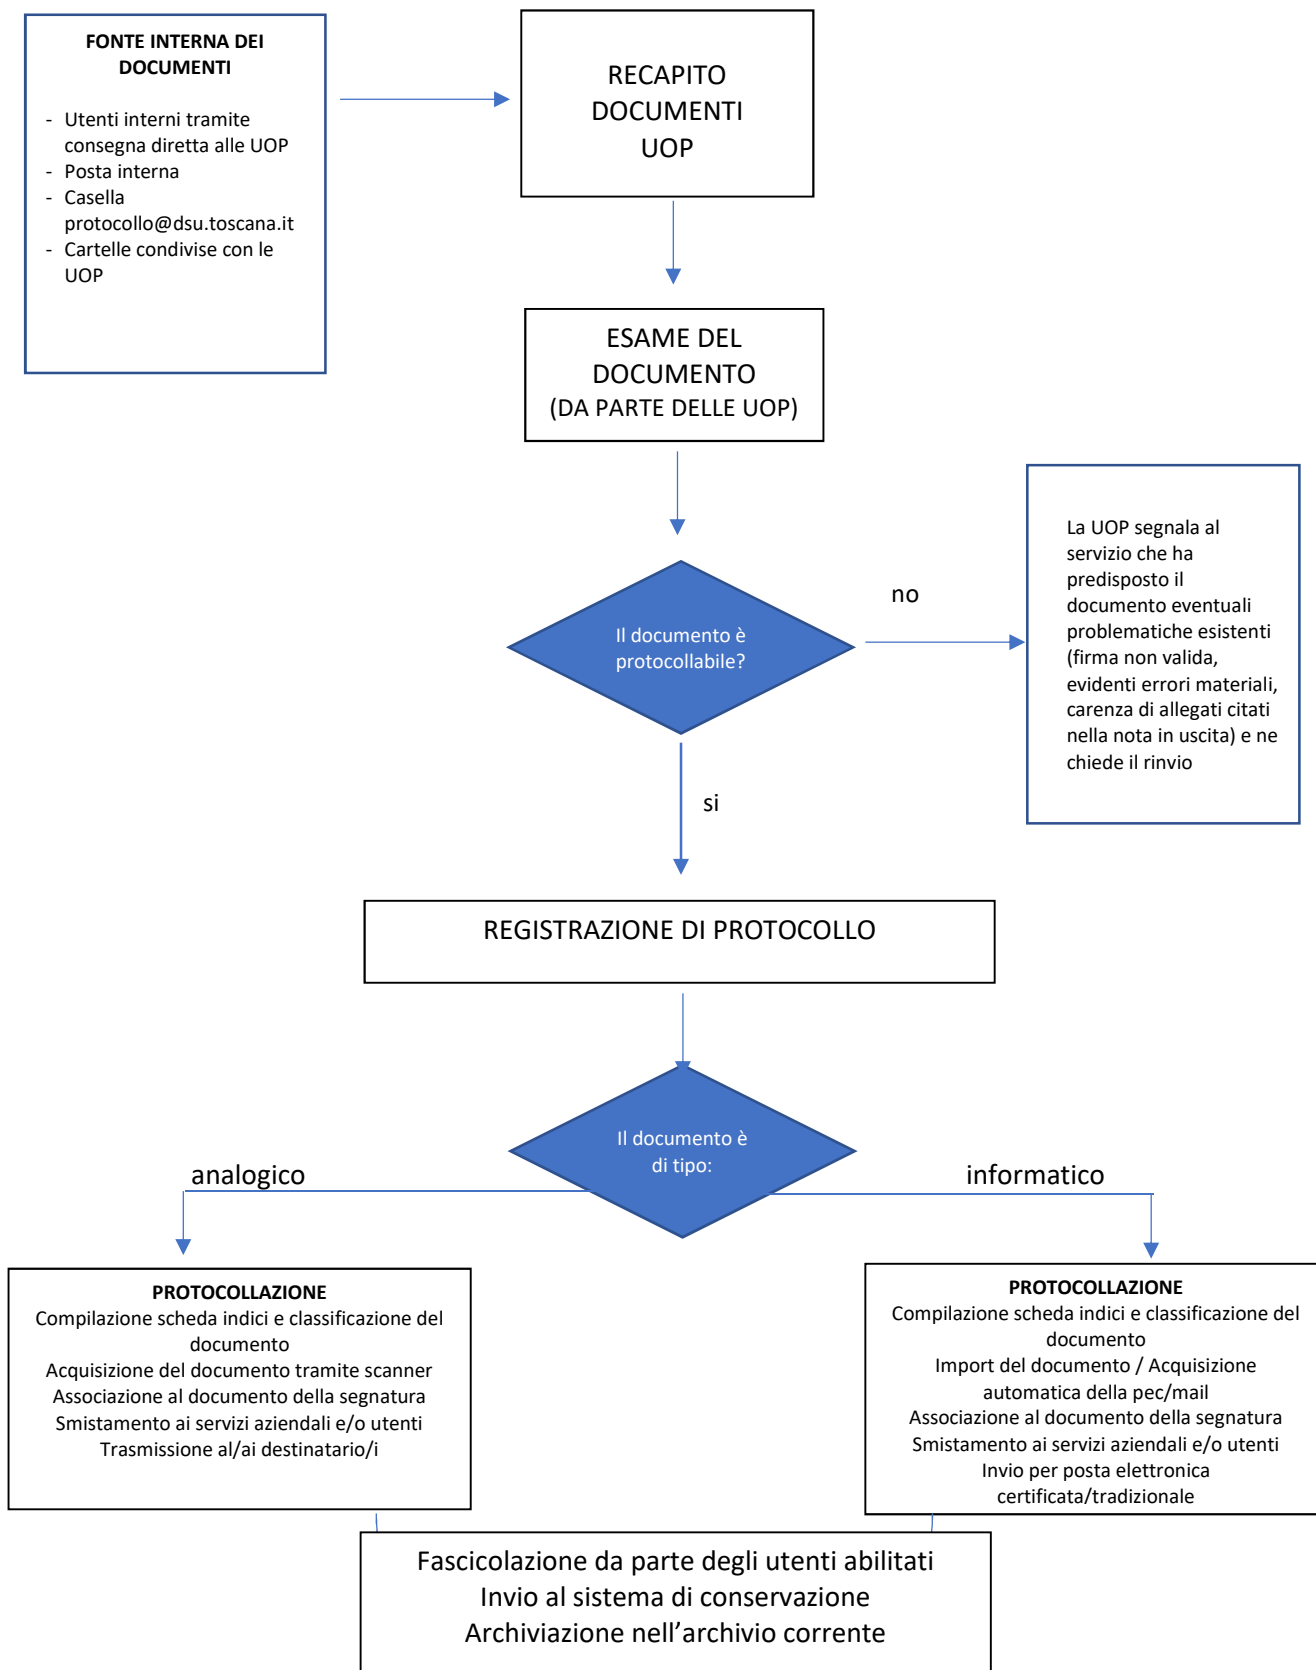 FONTE INTERNA DEI
DOCUMENTI
- Utenti interni tramite
consegna diretta alle UOP
- Posta interna
- Casella
protocollo@dsu.toscana.it
- Cartelle condivise con le
UOP
RECAPITO
DOCUMENTI
UOP
ESAME DEL
DOCUMENTO
(DA PARTE DELLE UOP)
Il documento è
protocollabile?
no
La UOP segnala al
servizio che ha
predisposto il
documento eventuali
problematiche esistenti
(firma non valida,
evidenti errori materiali,
carenza di allegati citati
nella nota in uscita) e ne
chiede il rinvio
si
REGISTRAZIONE DI PROTOCOLLO
Il documento è
di tipo:
analogico
informatico
PROTOCOLLAZIONE
Compilazione scheda indici e classificazione del
documento
Acquisizione del documento tramite scanner
Associazione al documento della segnatura
Smistamento ai servizi aziendali e/o utenti
Trasmissione al/ai destinatario/i
PROTOCOLLAZIONE
Compilazione scheda indici e classificazione del
documento
Import del documento / Acquisizione
automatica della pec/mail
Associazione al documento della segnatura
Smistamento ai servizi aziendali e/o utenti
Invio per posta elettronica
certificata/tradizionale
Fascicolazione da parte degli utenti abilitati
Invio al sistema di conservazione
Archiviazione nell’archivio corrente